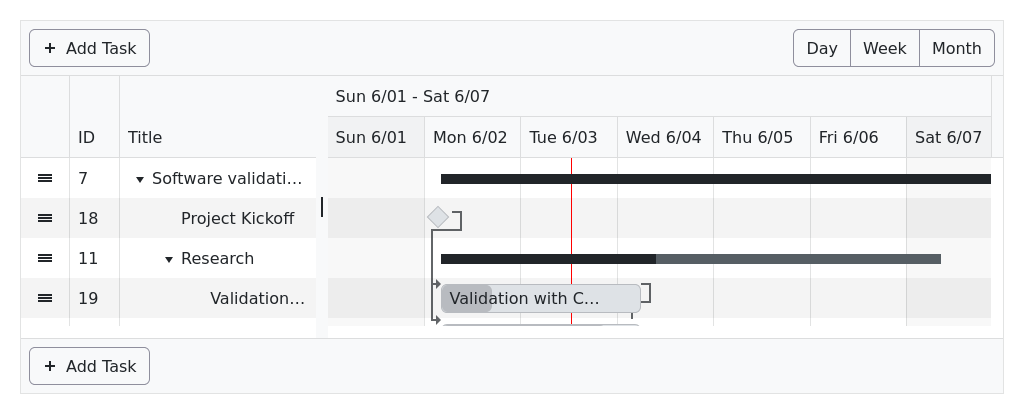 + Add Task
Day Week Month
Sun 6/01 - Sat 6/07
ID Title Sun 6/01 Mon 6/02 Tue 6/03 Wed 6/04 Thu 6/05 Fri 6/06 Sat 6/07
7 Software validati...
18 Project Kickoff
11 Research
19 Validation... Validation with C...
+ Add Task